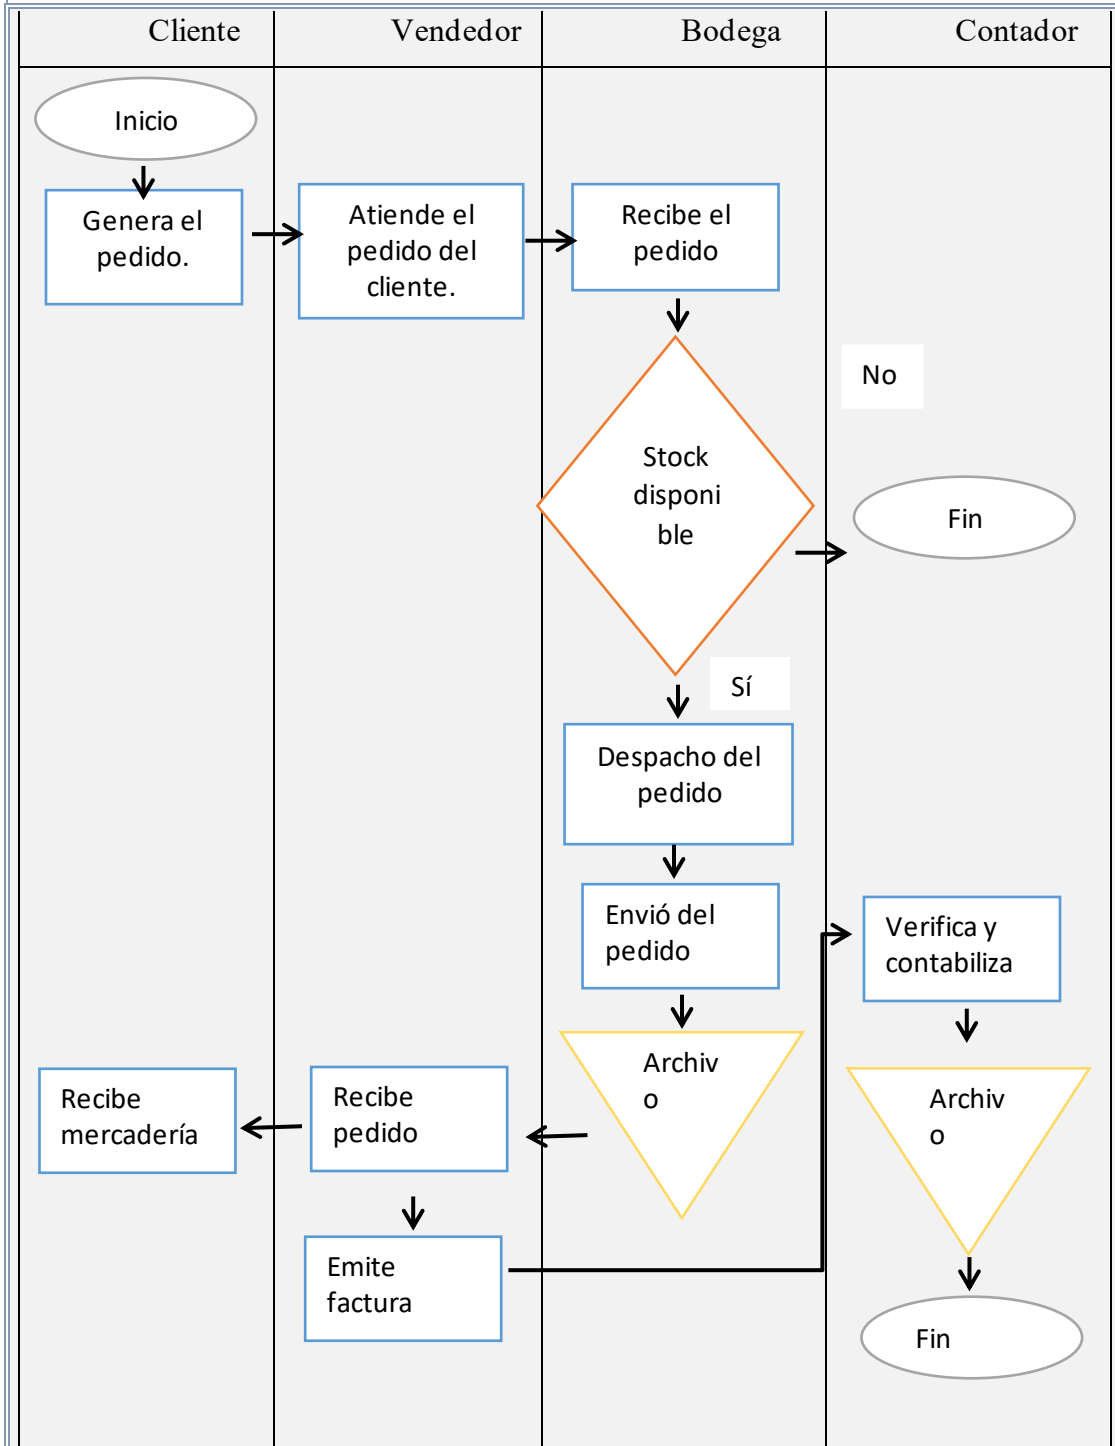 Cliente
Vendedor
Bodega
Contador
Inicio
Genera el
pedido.
Atiende el
pedido del
cliente.
Recibe el
pedido
No
Stock
disponi
ble
Fin
Sí
Despacho del
pedido
Envió del
pedido
Verifica y
contabiliza
Archiv
o
Archiv
o
Recibe
pedido
Recibe
mercadería
Emite
factura
Fin